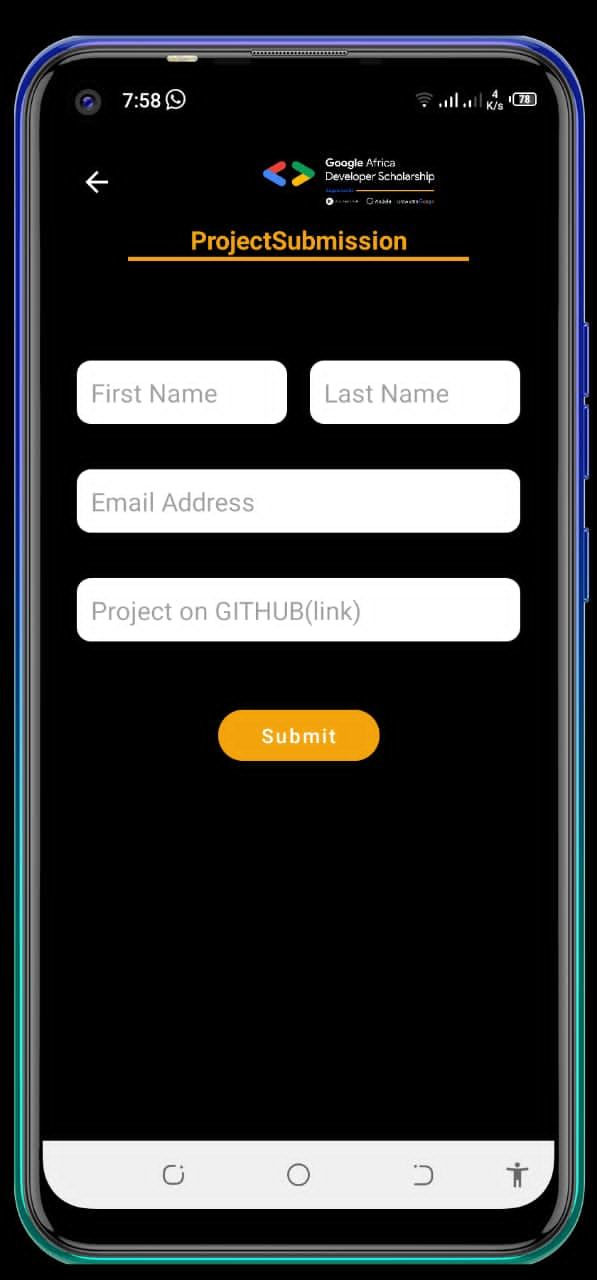 7:58
4
K/s
78
Google Africa
Developer Scholarship
ProjectSubmission
First Name Last Name
Email Address
Project on GITHUB(link)
Submit